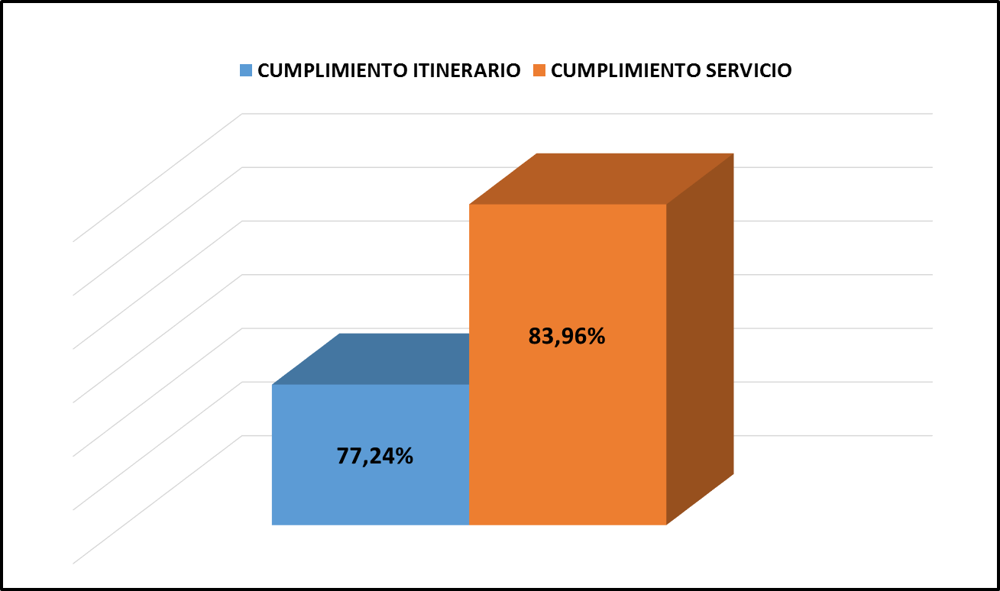 CUMPLIMIENTO ITINERARIO CUMPLIMIENTO SERVICIO
83,96%
77,24%